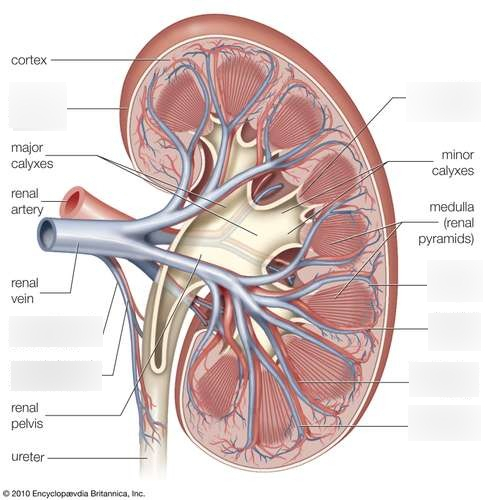 cortex
major
calyxes
renal
artery
renal
vein
renal
pelvis
ureter
minor
calyxes
medulla
(renal
pyramids)
© 2010 Encyclopædia Britannica, Inc.